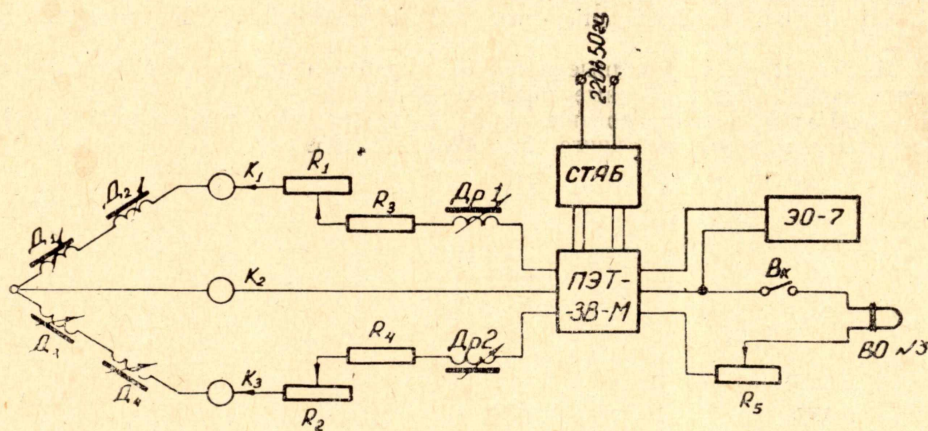 220в 50гц
СТАБ
K₁
R₁
Д₂
R₃
Др 1
ЭО-7
Д₁
K₂
ПЭТ-
-3В-М
Вк
Д₃
R₄
Др2
ВО №3
Д₄
K₃
R₂
R₅